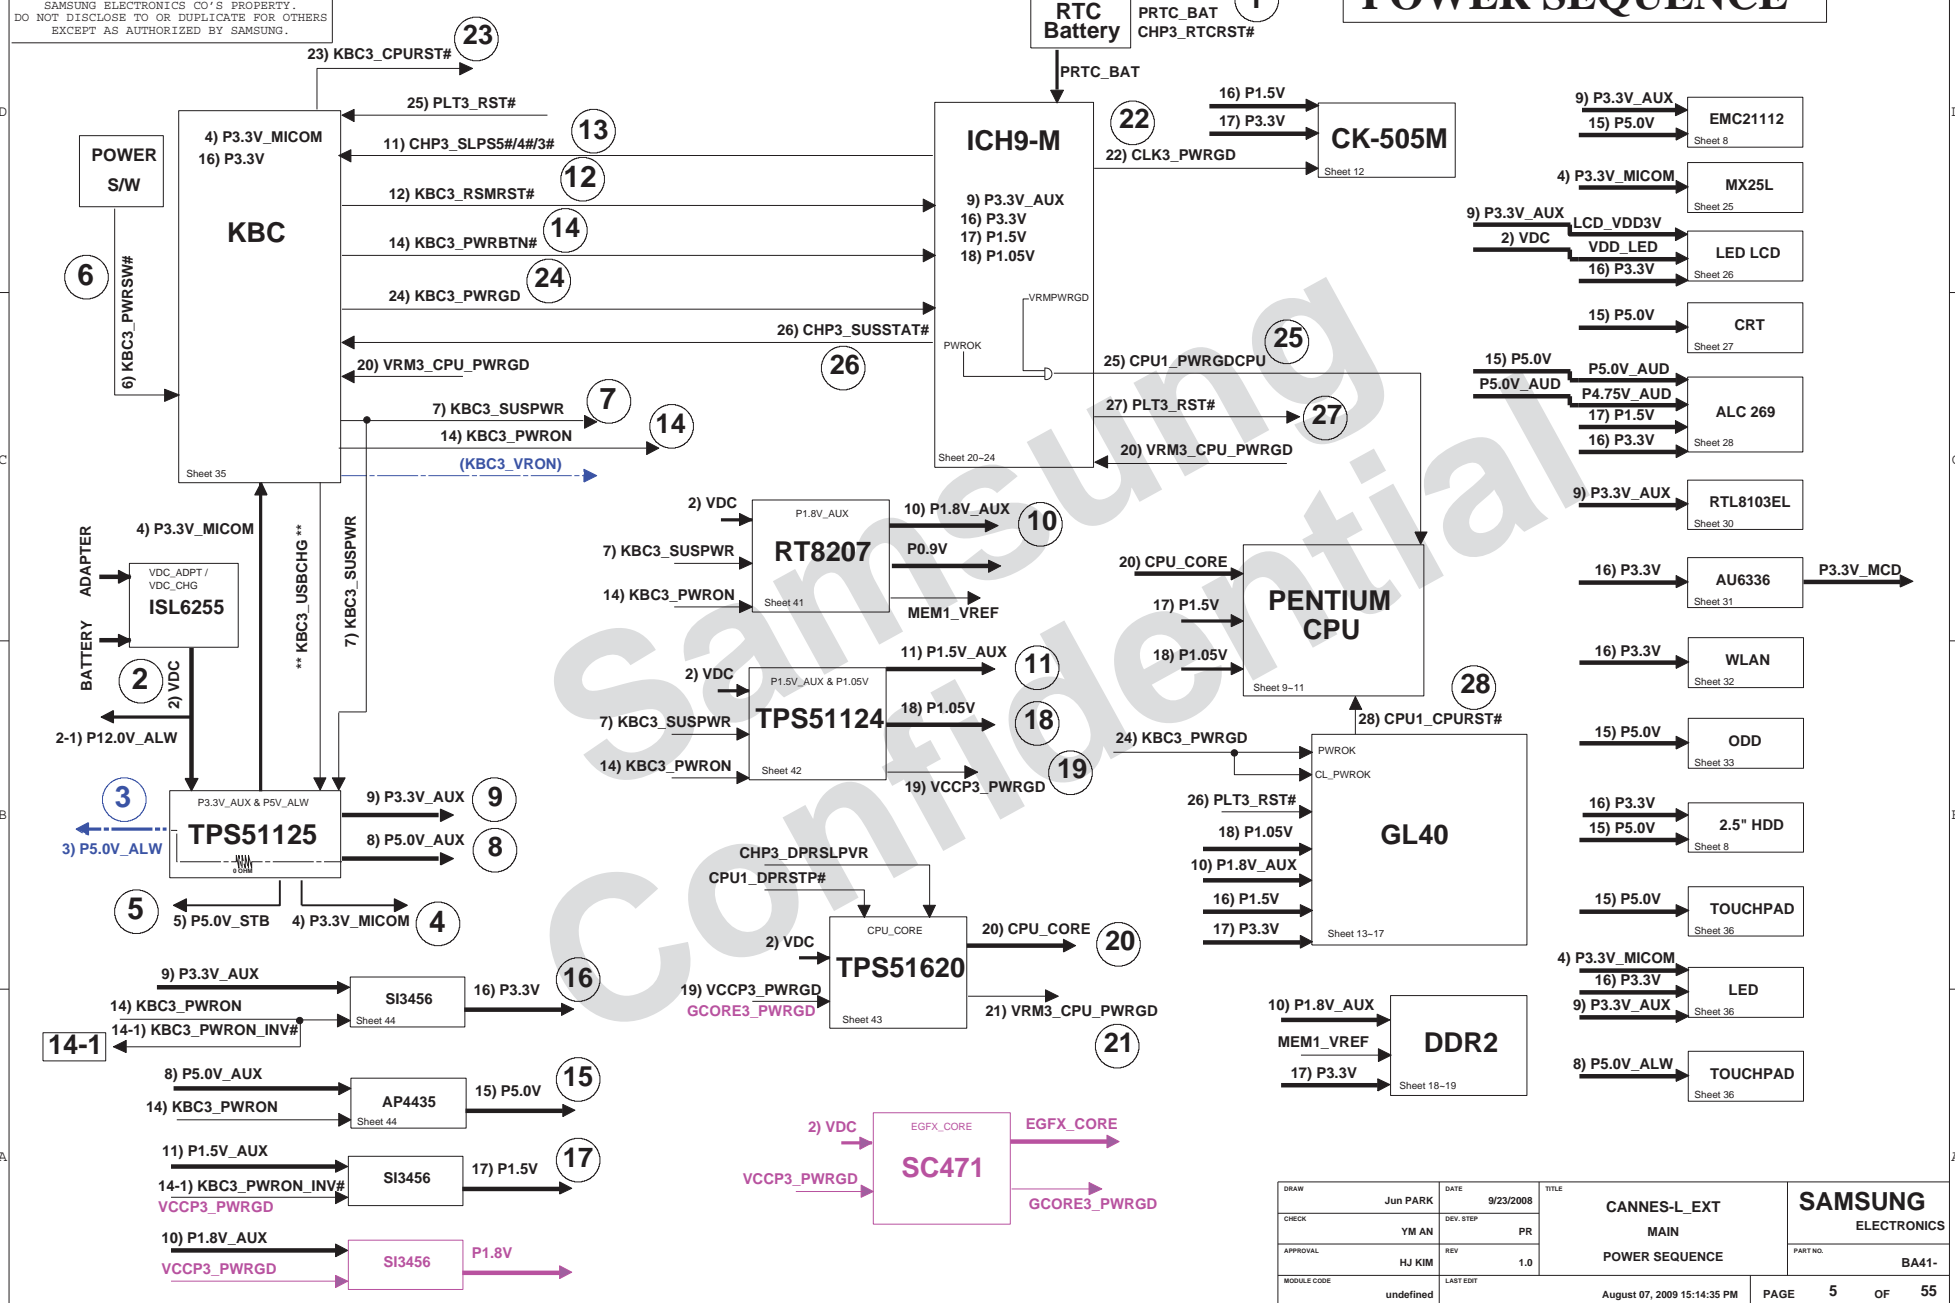 SAMSUNG ELECTRONICS CO'S PROPERTY.
DO NOT DISCLOSE TO OR DUPLICATE FOR OTHERS
EXCEPT AS AUTHORIZED BY SAMSUNG.
POWER SEQUENCE
RTC
Battery
PRTC_BAT
CHP3_RTCRST#
1
PRTC_BAT
23) KBC3_CPURST#
23
25) PLT3_RST#
13
11) CHP3_SLPS5#/4#/3#
12
12) KBC3_RSMRST#
14
14) KBC3_PWRBTN#
24
24) KBC3_PWRGD
26) CHP3_SUSSTAT#
26
20) VRM3_CPU_PWRGD
7) KBC3_SUSPWR
7
14) KBC3_PWRON
14
(KBC3_VRON)
4) P3.3V_MICOM
16) P3.3V
KBC
Sheet 35
POWER
S/W
6
6) KBC3_PWRSW#
ICH9-M
9) P3.3V_AUX
16) P3.3V
17) P1.5V
18) P1.05V
VRMPWRGD
PWROK
Sheet 20~24
22
22) CLK3_PWRGD
16) P1.5V
17) P3.3V
CK-505M
Sheet 12
25
25) CPU1_PWRGDCPU
27) PLT3_RST#
27
20) VRM3_CPU_PWRGD
4) P3.3V_MICOM
** KBC3_USBCHG **
7) KBC3_SUSPWR
ADAPTER
BATTERY
VDC_ADPT /
VDC_CHG
ISL6255
2
2) VDC
2-1) P12.0V_ALW
3
3) P5.0V_ALW
P3.3V_AUX & P5V_ALW
TPS51125
0 OHM
9) P3.3V_AUX
9
8) P5.0V_AUX
8
5
5) P5.0V_STB
4) P3.3V_MICOM
4
2) VDC
7) KBC3_SUSPWR
14) KBC3_PWRON
P1.8V_AUX
RT8207
Sheet 41
10) P1.8V_AUX
10
P0.9V
MEM1_VREF
2) VDC
7) KBC3_SUSPWR
14) KBC3_PWRON
P1.5V_AUX & P1.05V
TPS51124
Sheet 42
11) P1.5V_AUX
11
18) P1.05V
18
19) VCCP3_PWRGD
19
CHP3_DPRSLPVR
CPU1_DPRSTP#
2) VDC
19) VCCP3_PWRGD
GCORE3_PWRGD
CPU_CORE
TPS51620
Sheet 43
20) CPU_CORE
20
21) VRM3_CPU_PWRGD
21
2) VDC
VCCP3_PWRGD
EGFX_CORE
SC471
EGFX_CORE
GCORE3_PWRGD
9) P3.3V_AUX
14) KBC3_PWRON
14-1) KBC3_PWRON_INV#
14-1
SI3456
Sheet 44
16) P3.3V
16
8) P5.0V_AUX
14) KBC3_PWRON
AP4435
Sheet 44
15) P5.0V
15
11) P1.5V_AUX
14-1) KBC3_PWRON_INV#
VCCP3_PWRGD
SI3456
17) P1.5V
17
10) P1.8V_AUX
VCCP3_PWRGD
SI3456
P1.8V
20) CPU_CORE
17) P1.5V
18) P1.05V
PENTIUM
CPU
Sheet 9~11
28
28) CPU1_CPURST#
24) KBC3_PWRGD
26) PLT3_RST#
18) P1.05V
10) P1.8V_AUX
16) P1.5V
17) P3.3V
PWROK
CL_PWROK
GL40
Sheet 13~17
10) P1.8V_AUX
MEM1_VREF
17) P3.3V
DDR2
Sheet 18~19
9) P3.3V_AUX
15) P5.0V
EMC21112
Sheet 8
4) P3.3V_MICOM
MX25L
Sheet 25
9) P3.3V_AUX
LCD_VDD3V
2) VDC
VDD_LED
16) P3.3V
LED LCD
Sheet 26
15) P5.0V
CRT
Sheet 27
15) P5.0V
P5.0V_AUD
P5.0V_AUD
P4.75V_AUD
17) P1.5V
16) P3.3V
ALC 269
Sheet 28
9) P3.3V_AUX
RTL8103EL
Sheet 30
16) P3.3V
AU6336
Sheet 31
P3.3V_MCD
16) P3.3V
WLAN
Sheet 32
15) P5.0V
ODD
Sheet 33
16) P3.3V
15) P5.0V
2.5" HDD
Sheet 8
15) P5.0V
TOUCHPAD
Sheet 36
4) P3.3V_MICOM
16) P3.3V
9) P3.3V_AUX
LED
Sheet 36
8) P5.0V_ALW
TOUCHPAD
Sheet 36
Samsung
Confidential
DRAW
Jun PARK
DATE
9/23/2008
TITLE
CANNES-L_EXT
MAIN
POWER SEQUENCE
SAMSUNG
ELECTRONICS
CHECK
YM AN
DEV. STEP
PR
APPROVAL
HJ KIM
REV
1.0
PART NO.
BA41-
MODULE CODE
undefined
LAST EDIT
August 07, 2009 15:14:35 PM
PAGE 5 OF 55
D
C
B
A